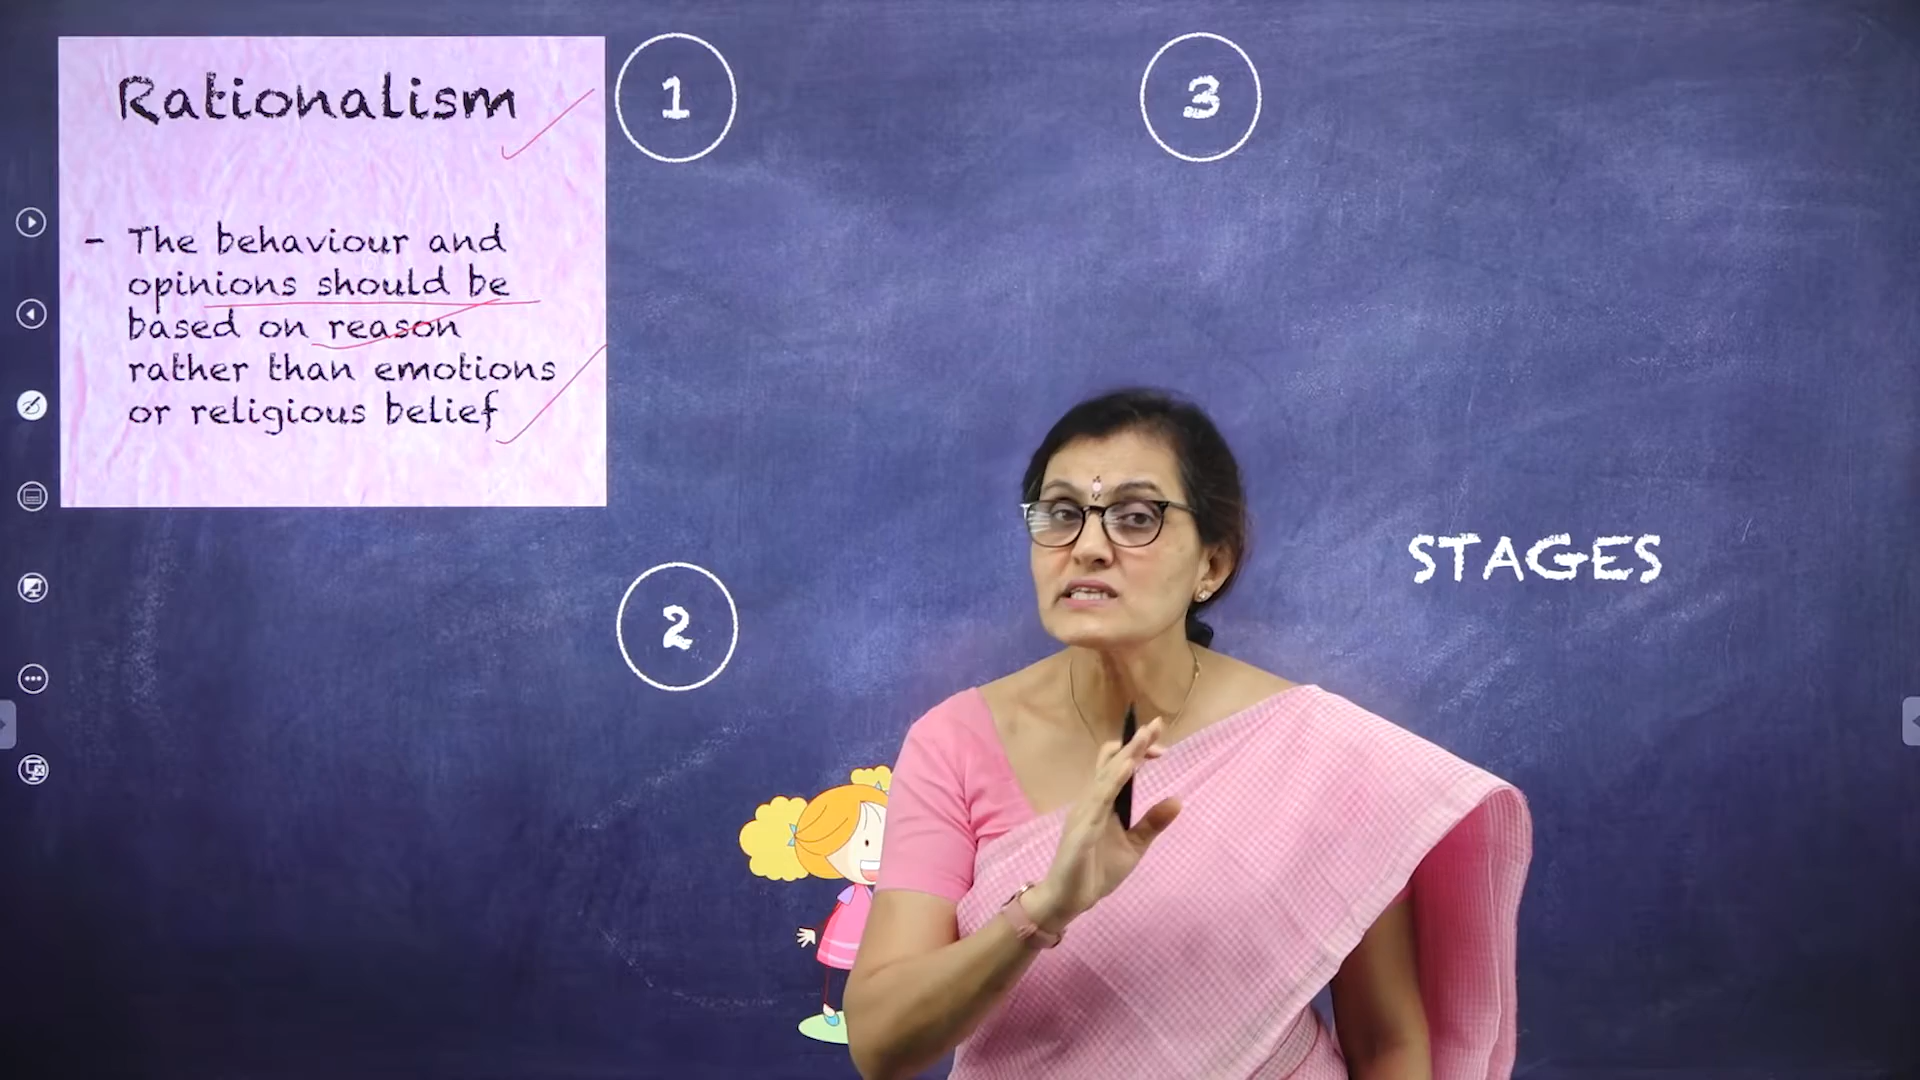 Rationalism
- The behaviour and
opinions should be
based on reason
rather than emotions
or religious belief
1
3
2
STAGES